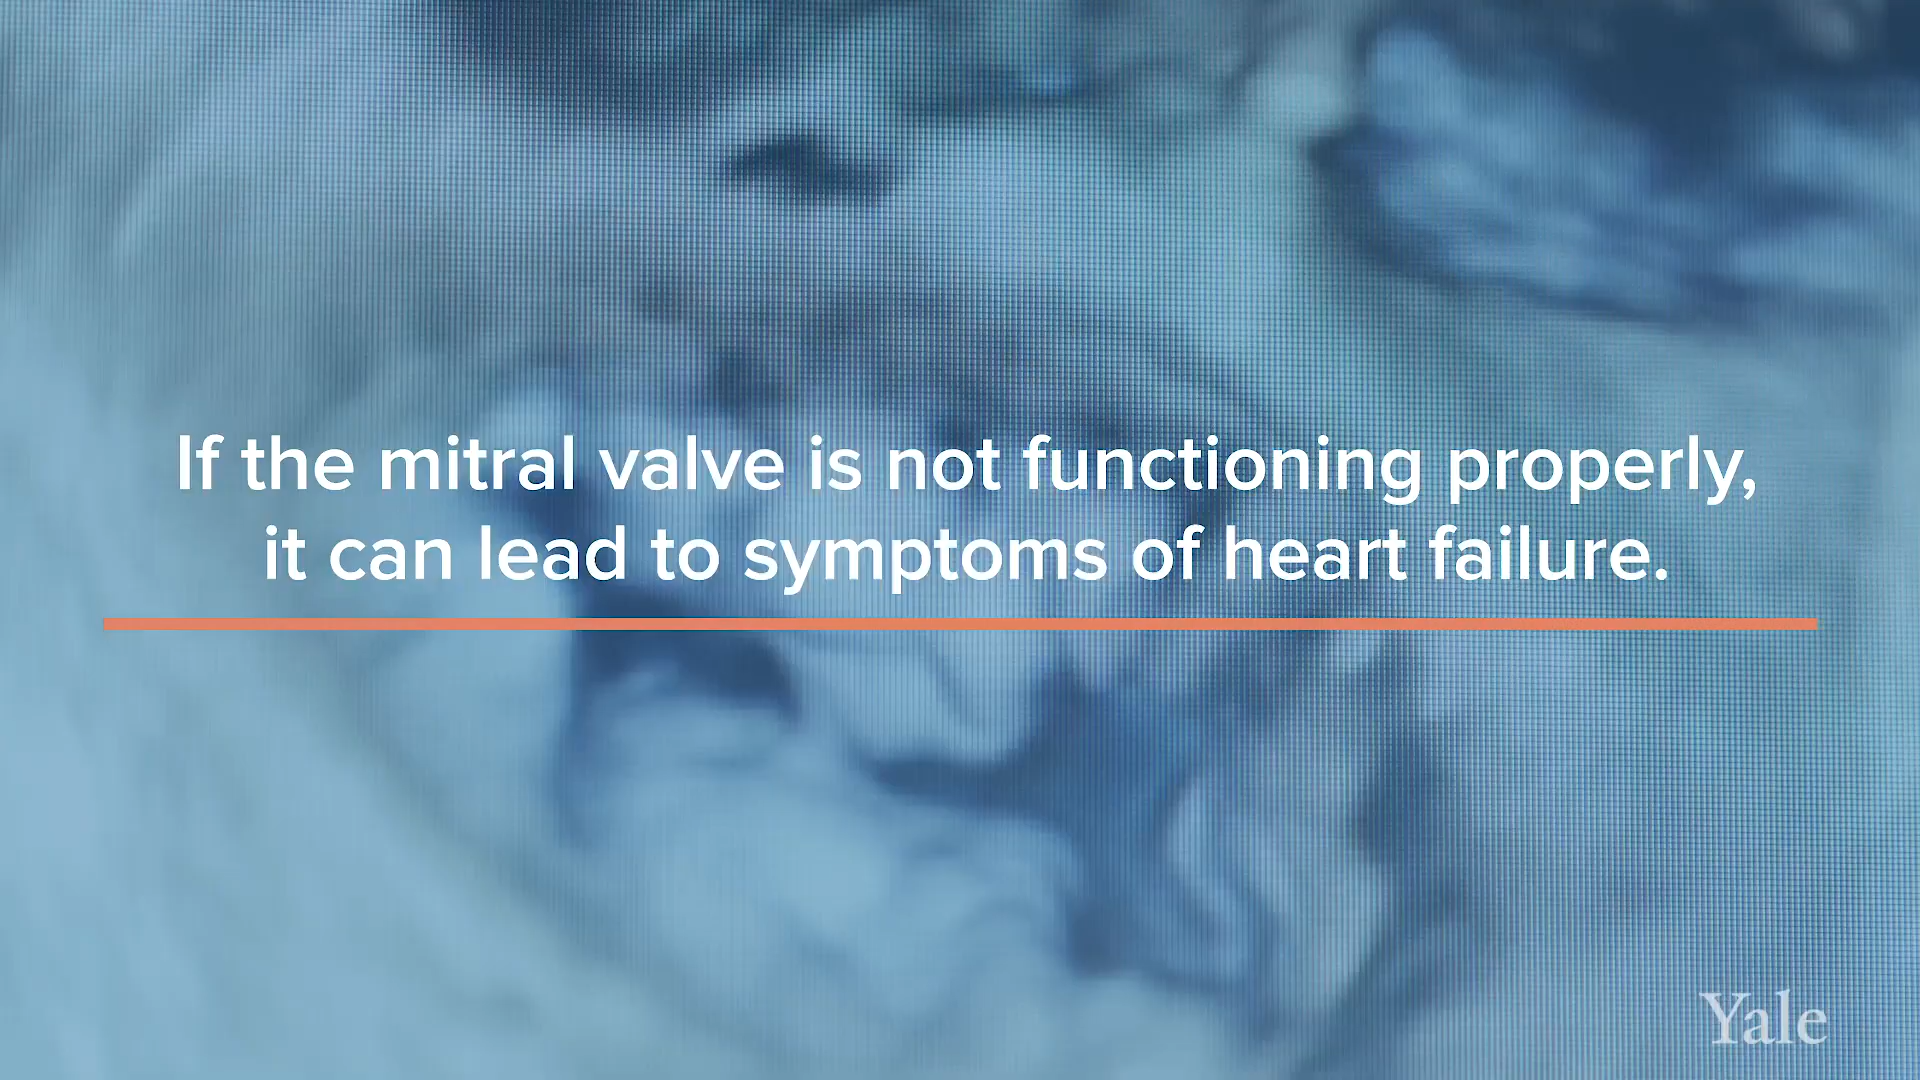 If the mitral valve is not functioning properly,
it can lead to symptoms of heart failure.
Yale